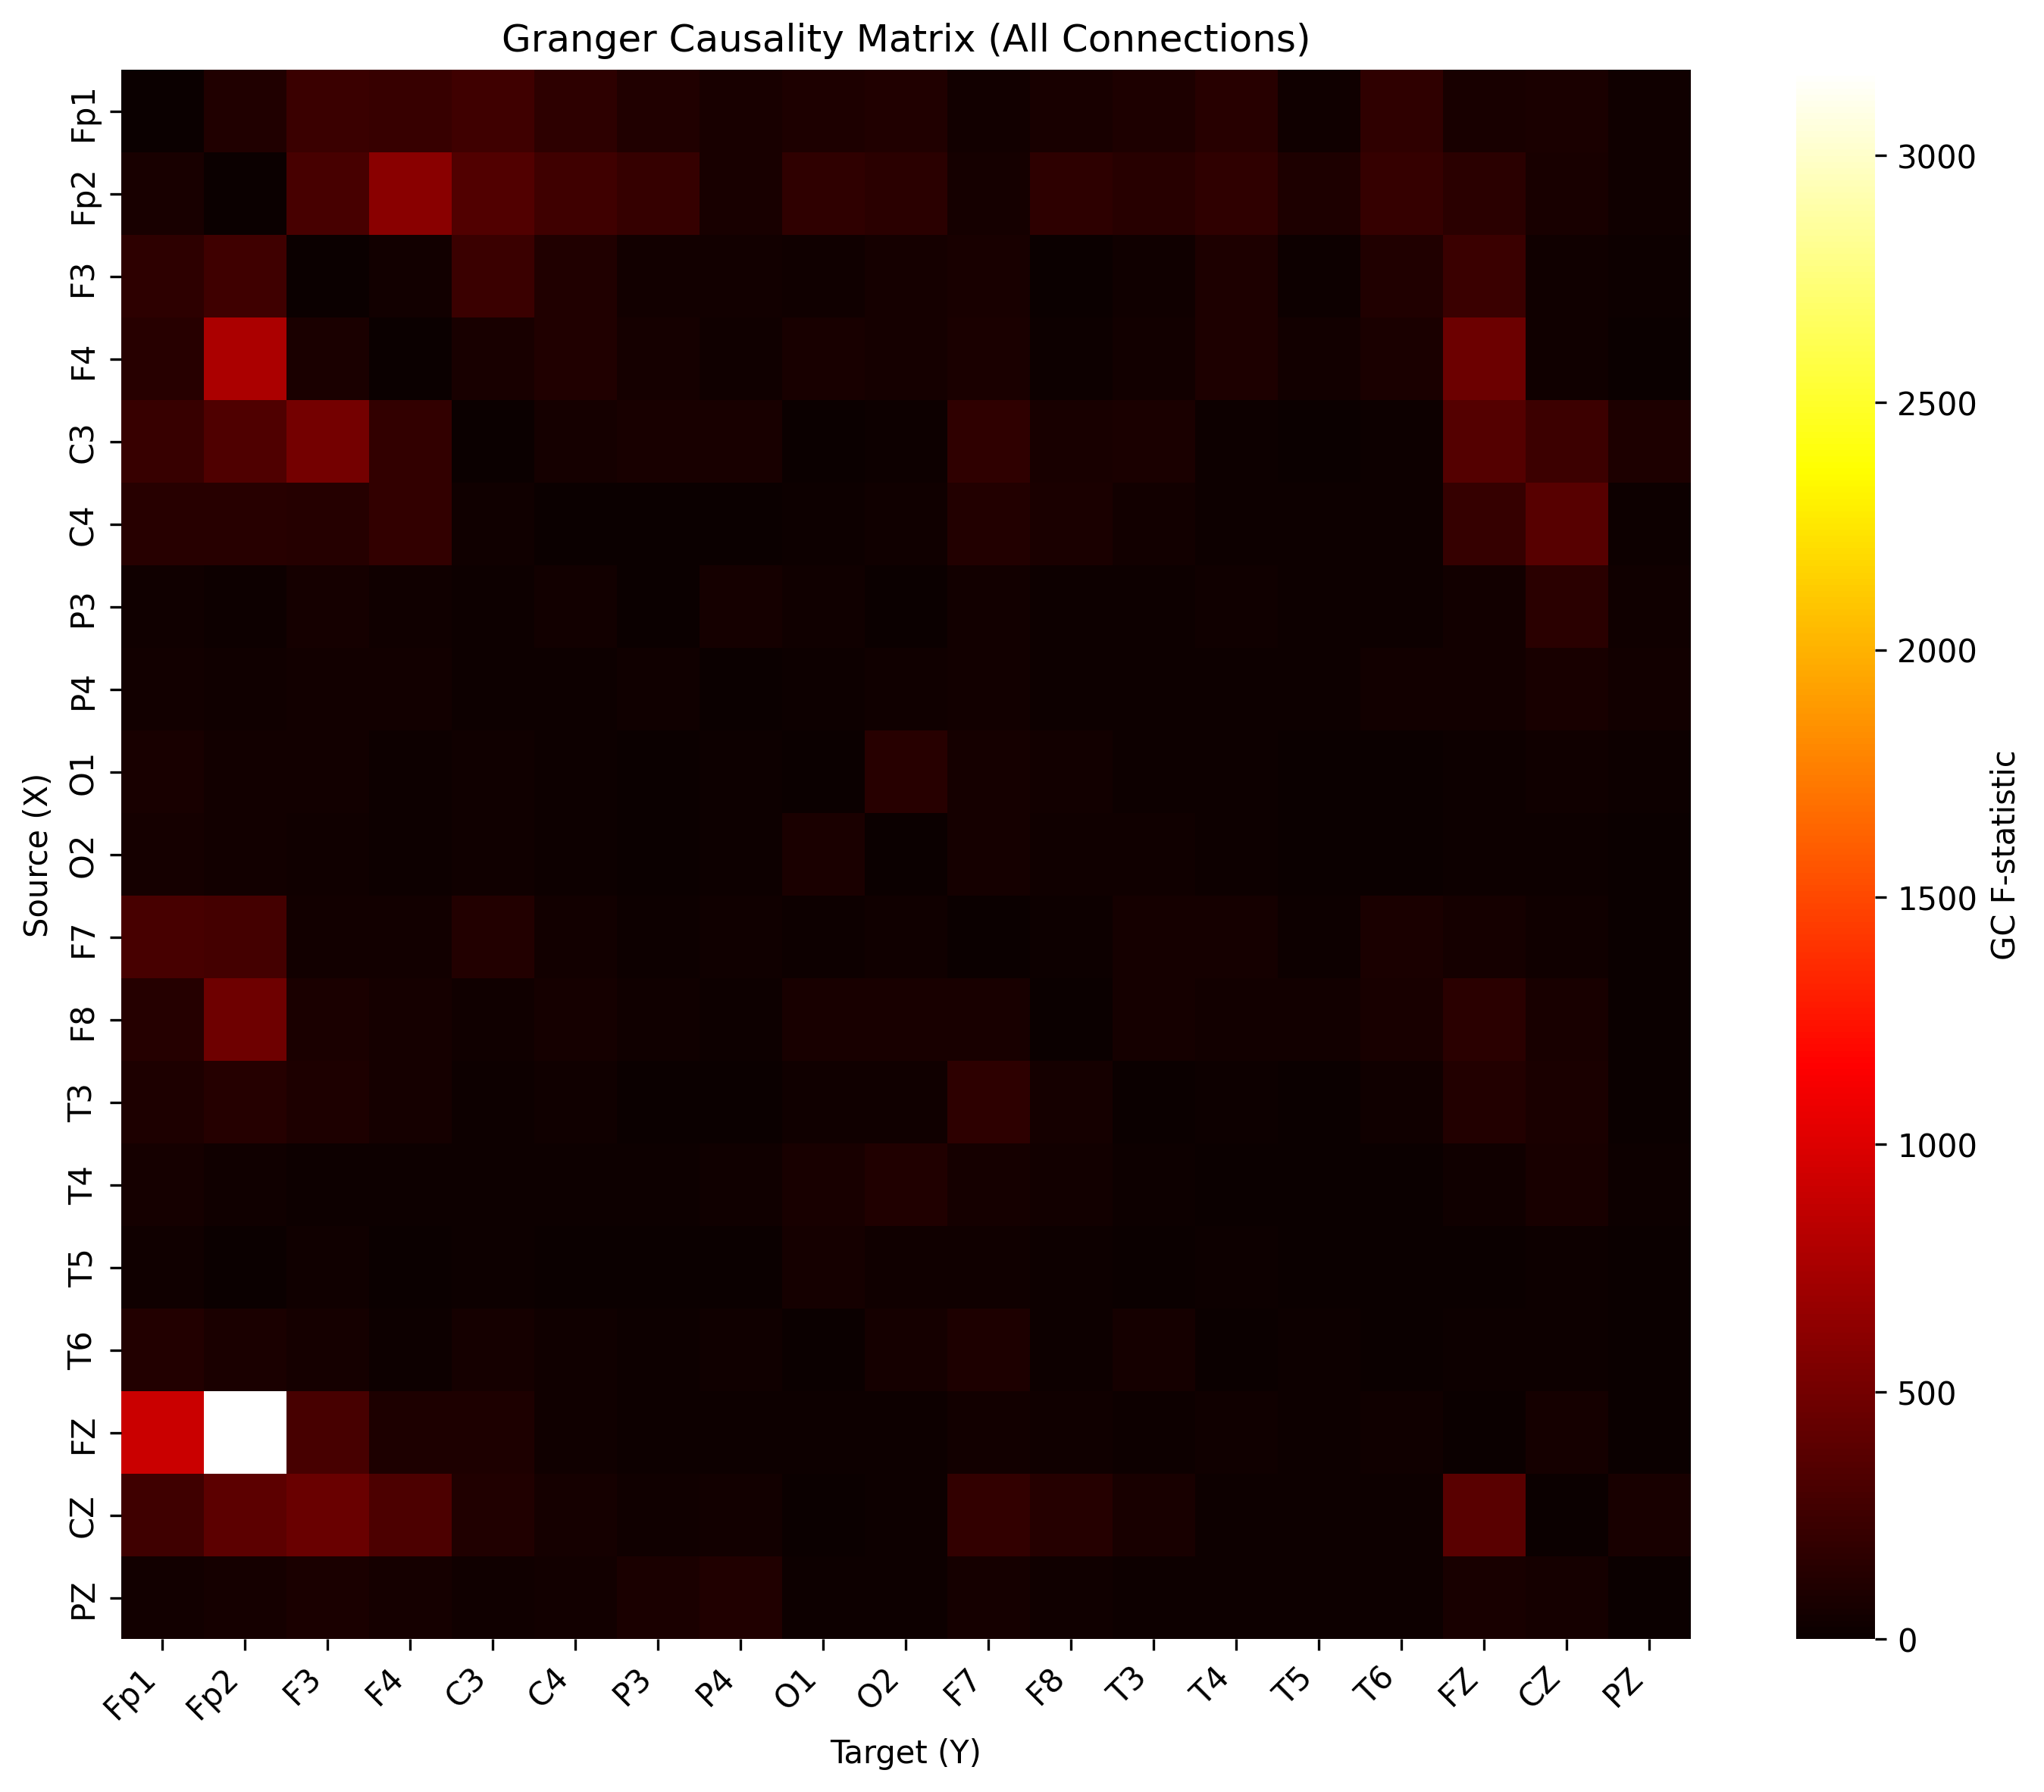 Granger Causality Matrix (All Connections)
Source (X)
Fp1
Fp2
F3
F4
C3
C4
P3
P4
O1
O2
F7
F8
T3
T4
T5
T6
FZ
CZ
PZ
Fp1 Fp2 F3 F4 C3 C4 P3 P4 O1 O2 F7 F8 T3 T4 T5 T6 FZ CZ PZ
Target (Y)
3000
2500
2000
1500
1000
500
0
GC F-statistic